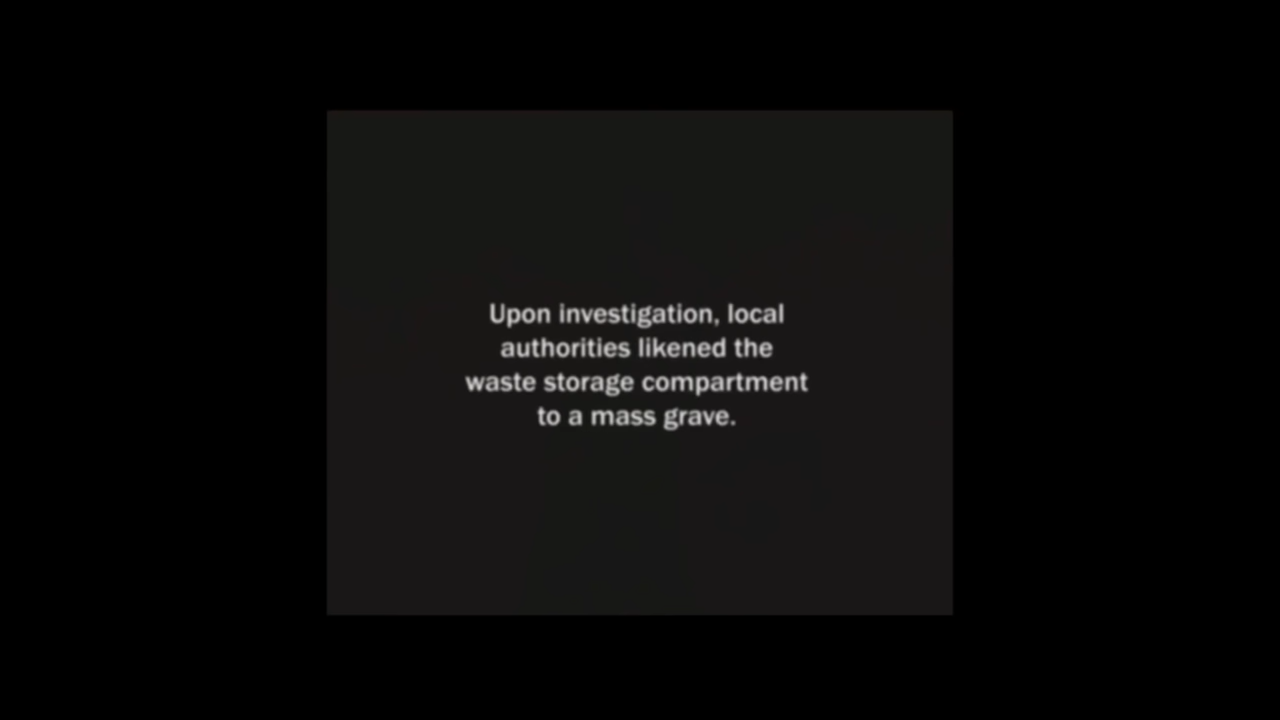 Upon investigation, local
authorities likened the
waste storage compartment
to a mass grave.